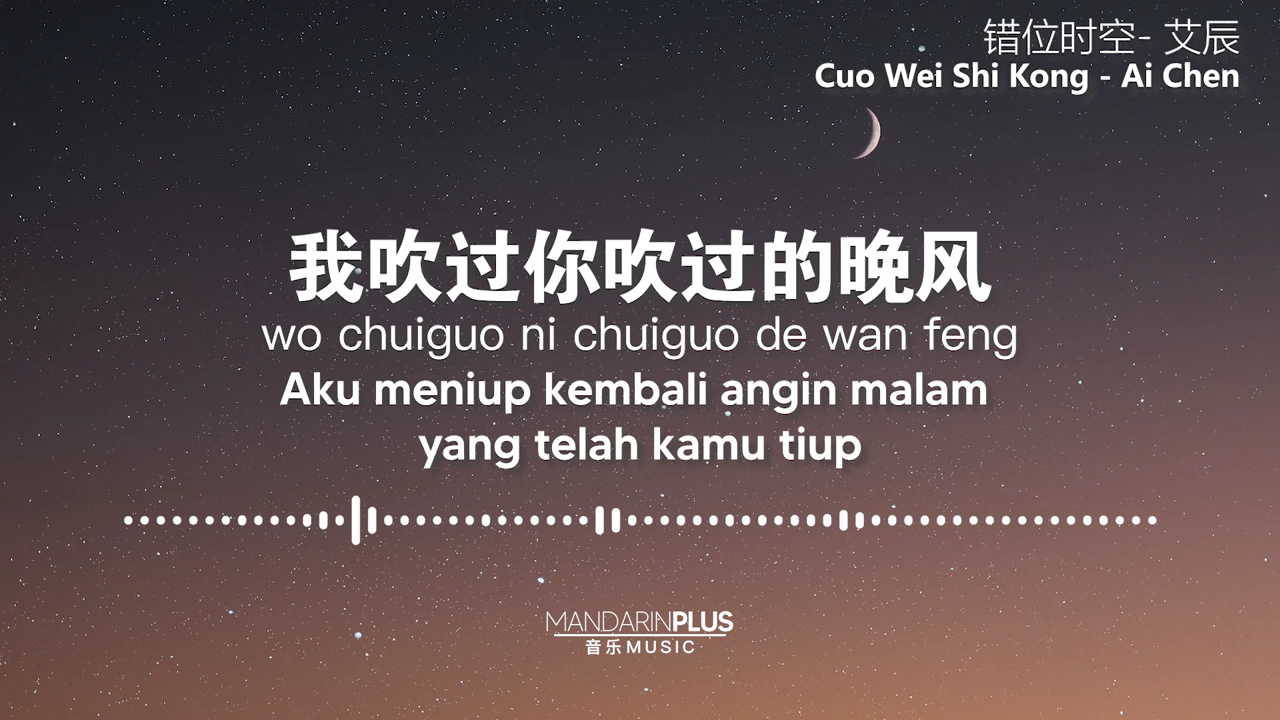 错位时空- 艾辰
Cuo Wei Shi Kong - Ai Chen
我吹过你吹过的晚风
wo chuiguo ni chuiguo de wan feng
Aku meniup kembali angin malam
yang telah kamu tiup
MANDARINPLUS
音乐MUSIC